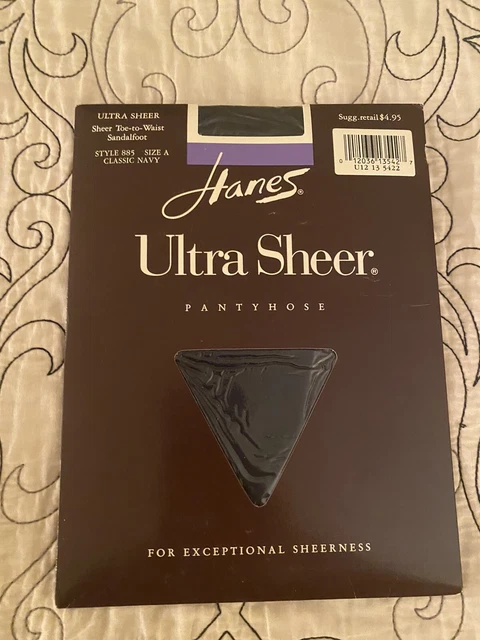 ULTRA SHEER
Sheer Toe-to-Waist
Sandalfoot
STYLE 885 SIZE A
CLASSIC NAVY
Sugg.retail $4.95
0 12036 13542 7
U12 13 5422
Hanes®
Ultra Sheer®
PANTYHOSE
FOR EXCEPTIONAL SHEERNESS